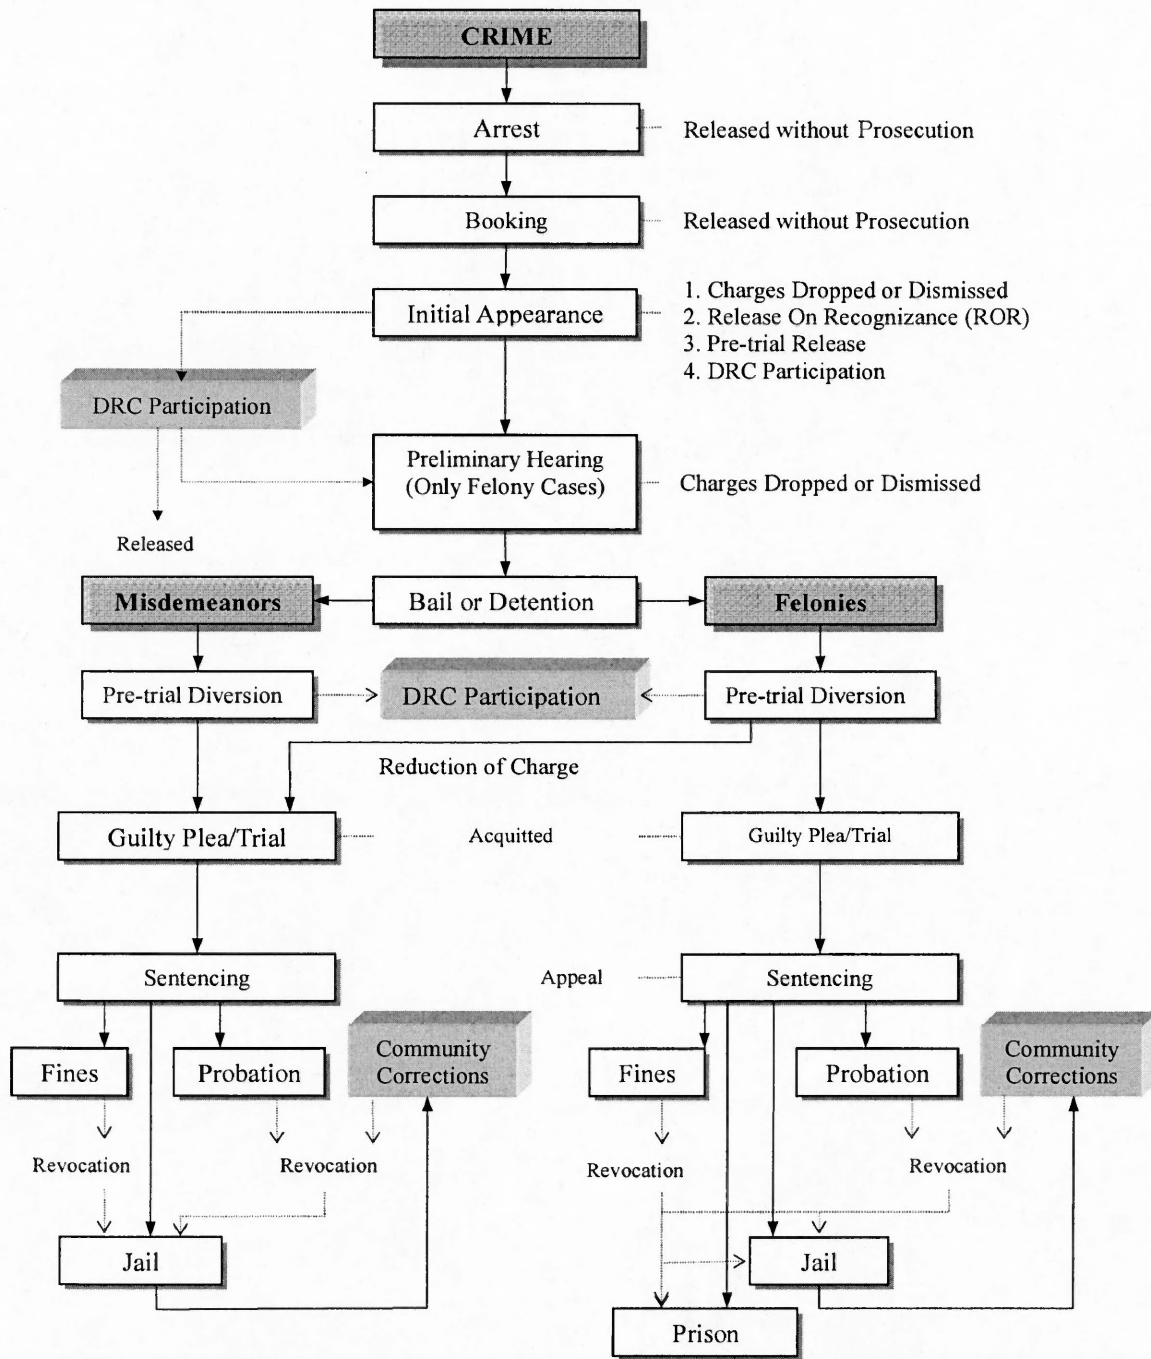 CRIME
Arrest
Released without Prosecution
Booking
Released without Prosecution
Initial Appearance
1. Charges Dropped or Dismissed
2. Release On Recognizance (ROR)
3. Pre-trial Release
4. DRC Participation
DRC Participation
Preliminary Hearing
(Only Felony Cases)
Charges Dropped or Dismissed
Released
Misdemeanors
Bail or Detention
Felonies
Pre-trial Diversion
DRC Participation
Pre-trial Diversion
Reduction of Charge
Guilty Plea/Trial
Acquitted
Guilty Plea/Trial
Sentencing
Appeal
Sentencing
Fines
Probation
Community
Corrections
Fines
Probation
Community
Corrections
Revocation
Revocation
Revocation
Revocation
Jail
Jail
Prison